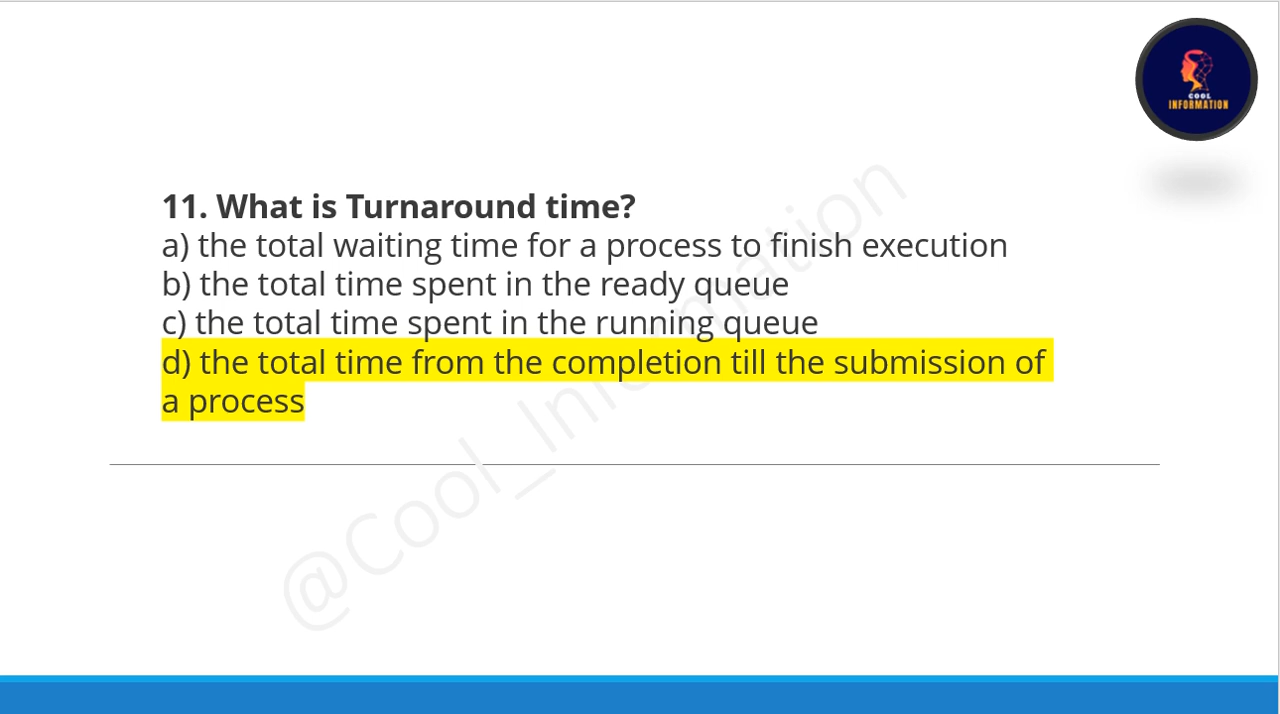 COOL
INFORMATION
11. What is Turnaround time?
a) the total waiting time for a process to finish execution
b) the total time spent in the ready queue
c) the total time spent in the running queue
d) the total time from the completion till the submission of
a process
@Cool_Information